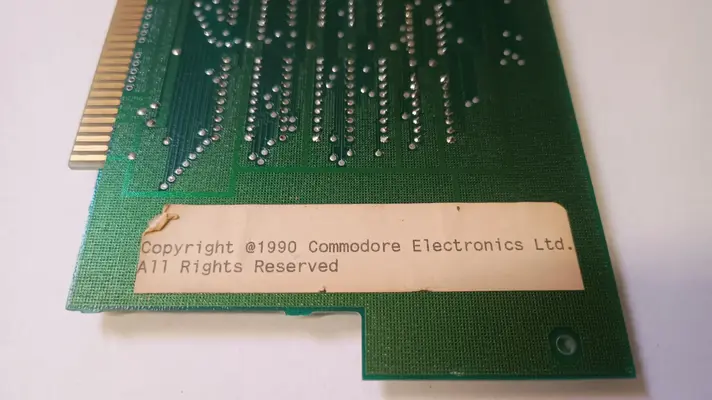 Copyright @1990 Commodore Electronics Ltd.
All Rights Reserved